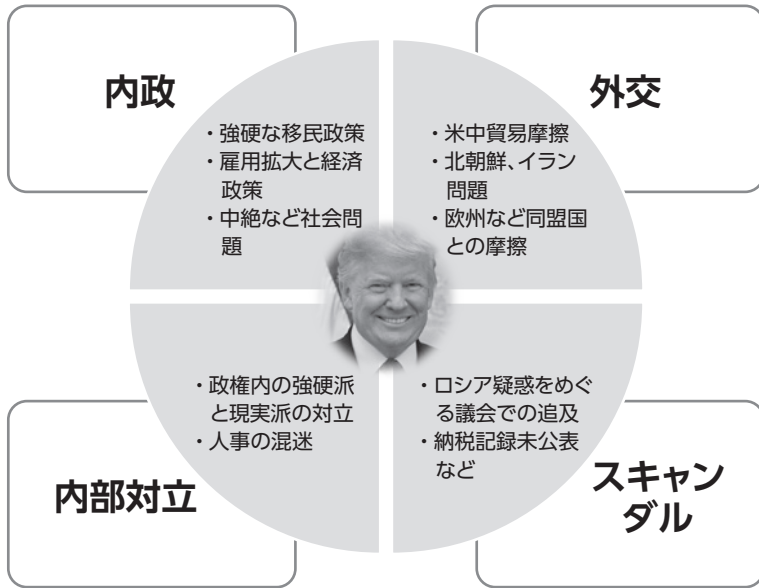 内政
・強硬な移民政策
・雇用拡大と経済
政策
・中絶など社会問
題
外交
・米中貿易摩擦
・北朝鮮、イラン
問題
・欧州など同盟国
との摩擦
内部対立
・政権内の強硬派
と現実派の対立
・人事の混迷
スキャン
ダル
・ロシア疑惑をめぐ
る議会での追及
・納税記録未公表
など